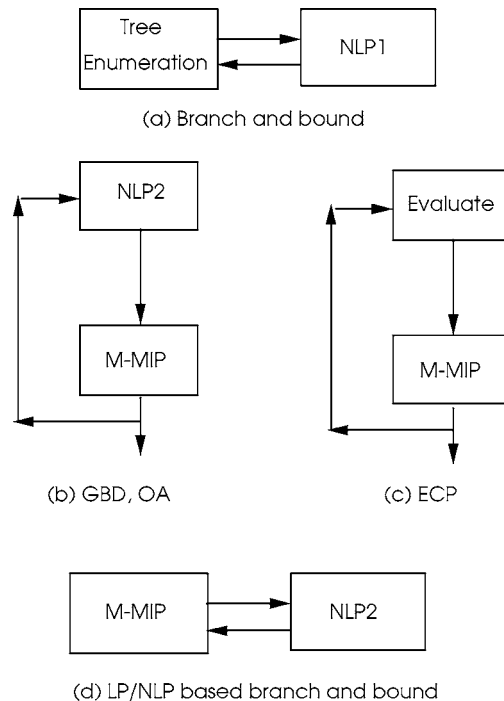 Tree
Enumeration
NLP1
(a) Branch and bound
NLP2
M-MIP
(b) GBD, OA
Evaluate
M-MIP
(c) ECP
M-MIP
NLP2
(d) LP/NLP based branch and bound